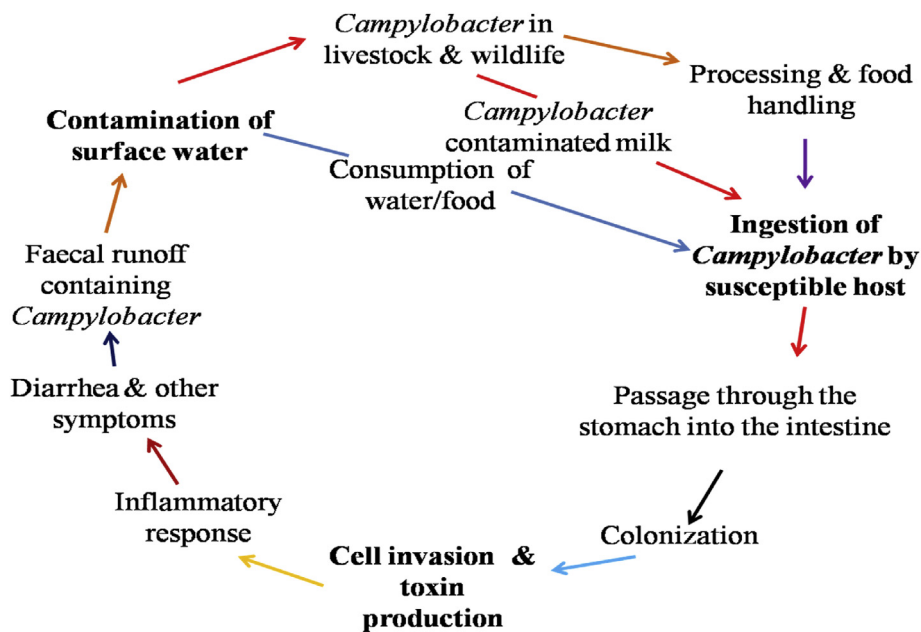 Campylobacter in
livestock & wildlife
Processing & food
handling
Campylobacter
contaminated milk
Contamination of
surface water
Consumption of
water/food
Ingestion of
Campylobacter by
susceptible host
Faecal runoff
containing
Campylobacter
Diarrhea & other
symptoms
Passage through the
stomach into the intestine
Inflammatory
response
Colonization
Cell invasion & 
toxin
production